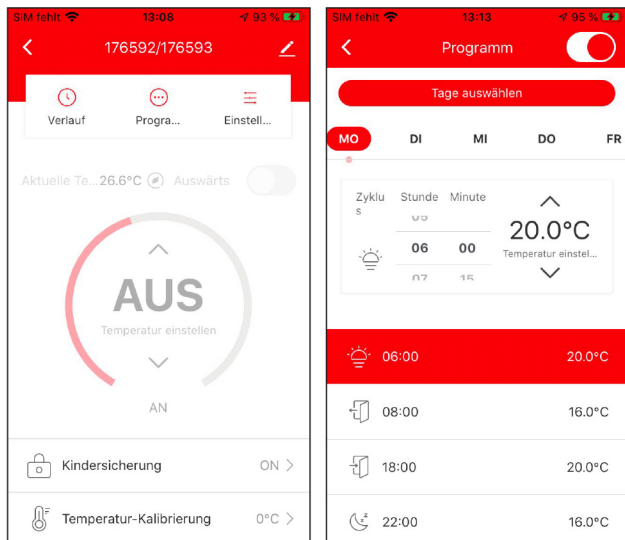 SIM fehlt 13:08 93 %
176592/176593
Verlauf Progra... Einstell...
Aktuelle Te... 26.6°C Auswärts
AUS
Temperatur einstellen
AN
Kindersicherung ON
Temperatur-Kalibrierung 0°C
SIM fehlt 13:13 95 %
Programm
Tage auswählen
MO DI MI DO FR
Zyklu
s
Stunde Minute
05
06 00
07 15
20.0°C
Temperatur einstel...
06:00 20.0°C
08:00 16.0°C
18:00 20.0°C
22:00 16.0°C